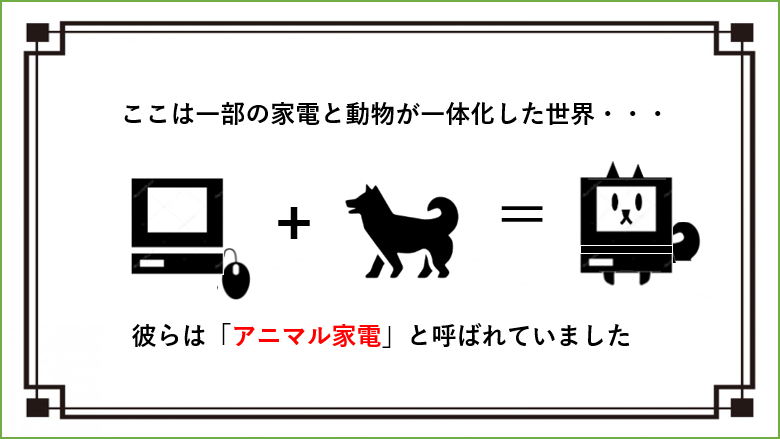 ここは一部の家電と動物が一体化した世界・・・
+
=
彼らは「アニマル家電」と呼ばれていました